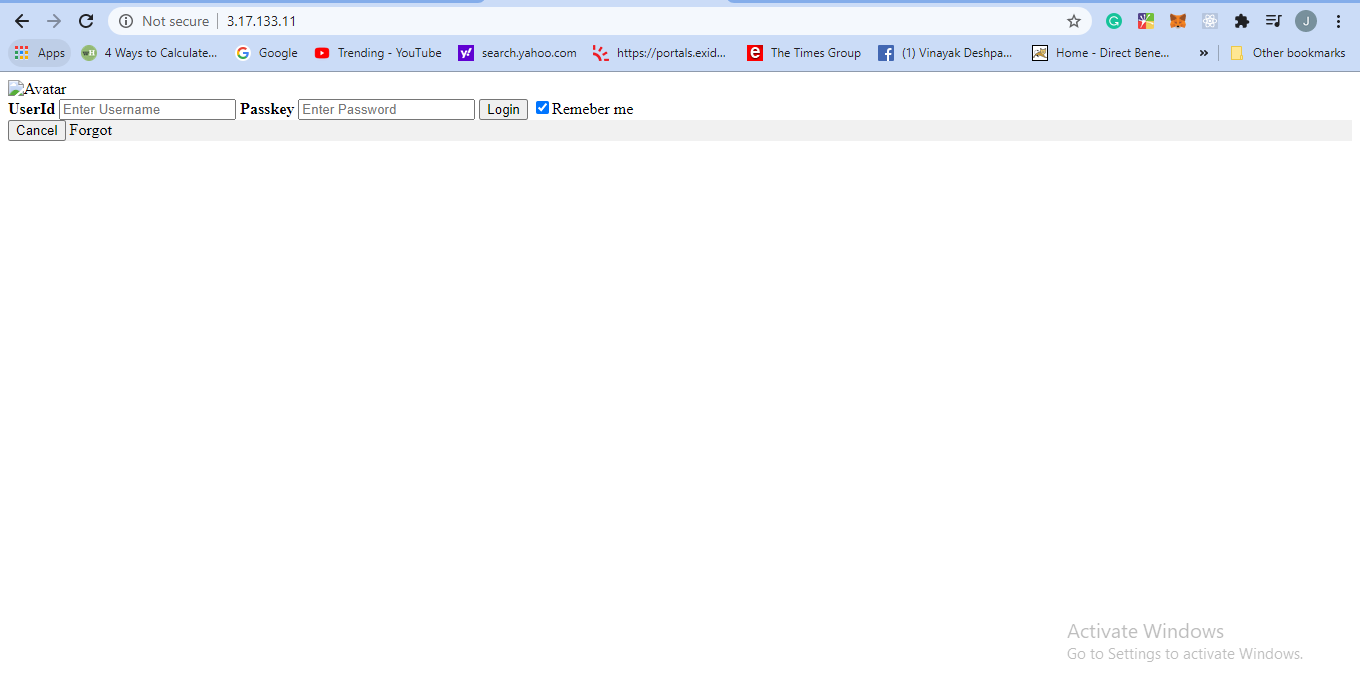 Not secure 3.17.133.11 J
Apps 4 Ways to Calculate... Google Trending - YouTube search.yahoo.com https://portals.exid... The Times Group (1) Vinayak Deshpa... Home - Direct Bene... » Other bookmarks
Avatar
UserId Enter Username Passkey Enter Password Login Remeber me
Cancel Forgot
Activate Windows
Go to Settings to activate Windows.